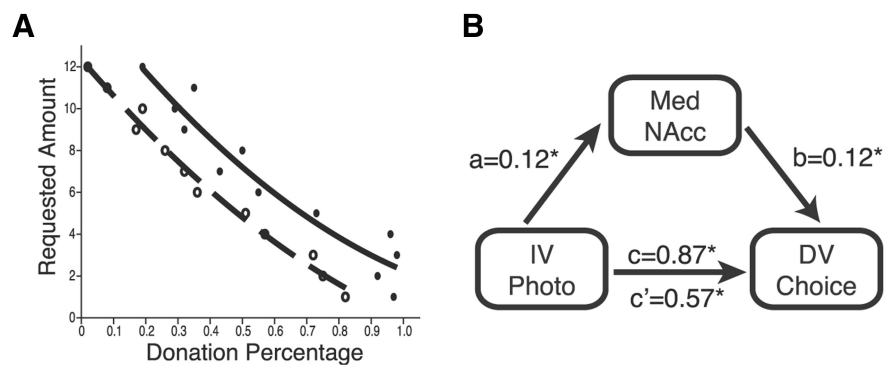 A
Requested Amount
12
10
8
6
4
2
0
0 0.1 0.2 0.3 0.4 0.5 0.6 0.7 0.8 0.9 1.0
Donation Percentage
B
Med
NAcc
a=0.12*
b=0.12*
IV
Photo
c=0.87*
c’=0.57*
DV
Choice